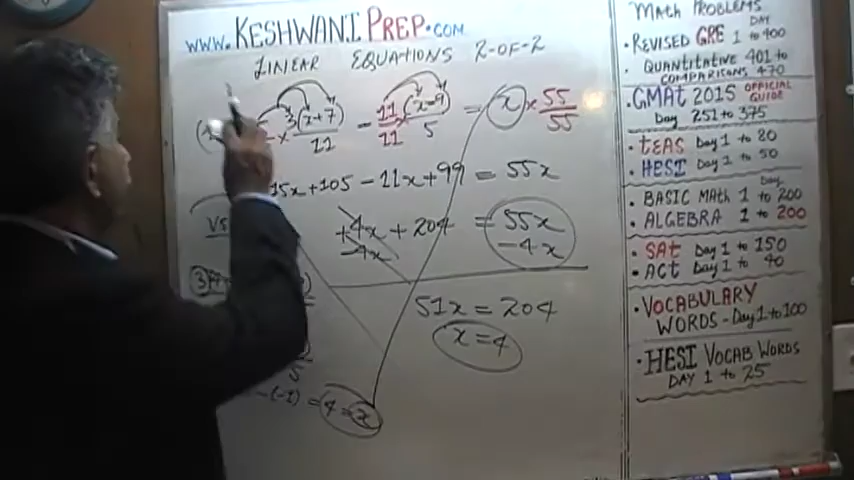 www.KESHWANIPREP.COM
LINEAR EQUATIONS 2-OF-2
× 3(x+7)/11 - 11/11 × (x-9)/5 = x × 55/55
15x+105-11x+99 = 55x
+4x + 204 = 55x
-4x -4x
51x = 204
x=4
5
-(-1) = 4 = x
MATH PROBLEMS
DAY
• REVISED GRE 1 to 400
• QUANTITATIVE 401 to
COMPARISONS 470
• GMAT 2015 OFFICIAL GUIDE
Day 251 to 375
• TEAS Day 1 to 80
• HESI Day 1 to 50
Day
• BASIC MATH 1 to 200
• ALGEBRA 1 to 200
• SAT Day 1 to 150
• ACT Day 1 to 40
• VOCABULARY
WORDS - Day 1 to 100
• HESI VOCAB WORDS
DAY 1 to 25